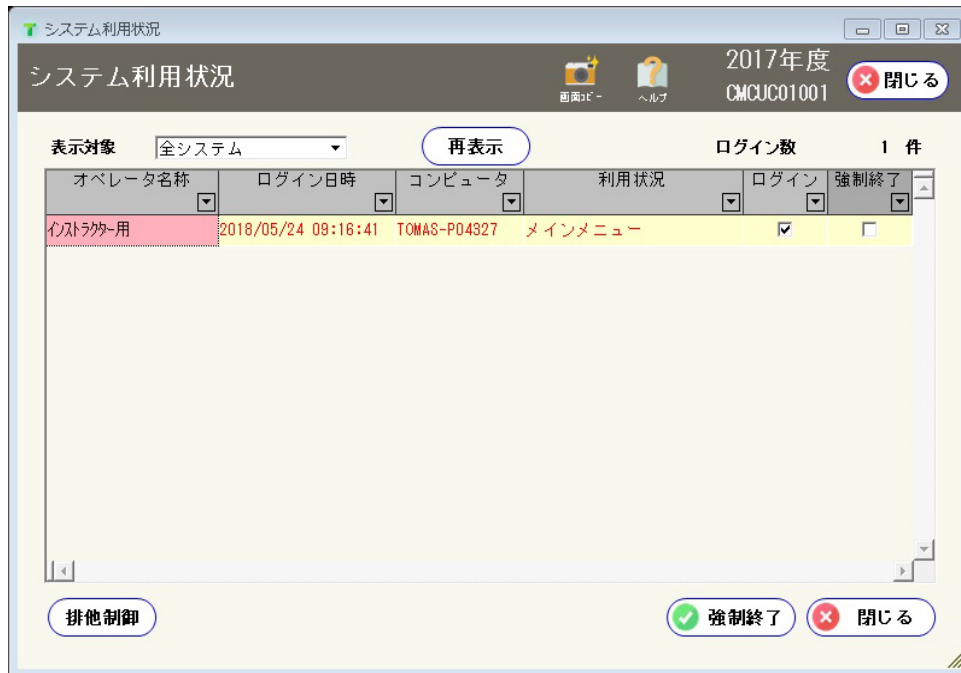 システム利用状況
システム利用状況
画面ｺﾋﾟｰ
ヘルプ
2017年度
CMCUC01001
閉じる
表示対象 全システム 再表示 ログイン数 1 件
オペレータ名称 ログイン日時 コンピュータ 利用状況 ログイン 強制終了
ｲﾝｽﾄﾗｸﾀｰ用 2018/05/24 09:16:41 TOMAS-P04327 メインメニュー
排他制御 強制終了 閉じる